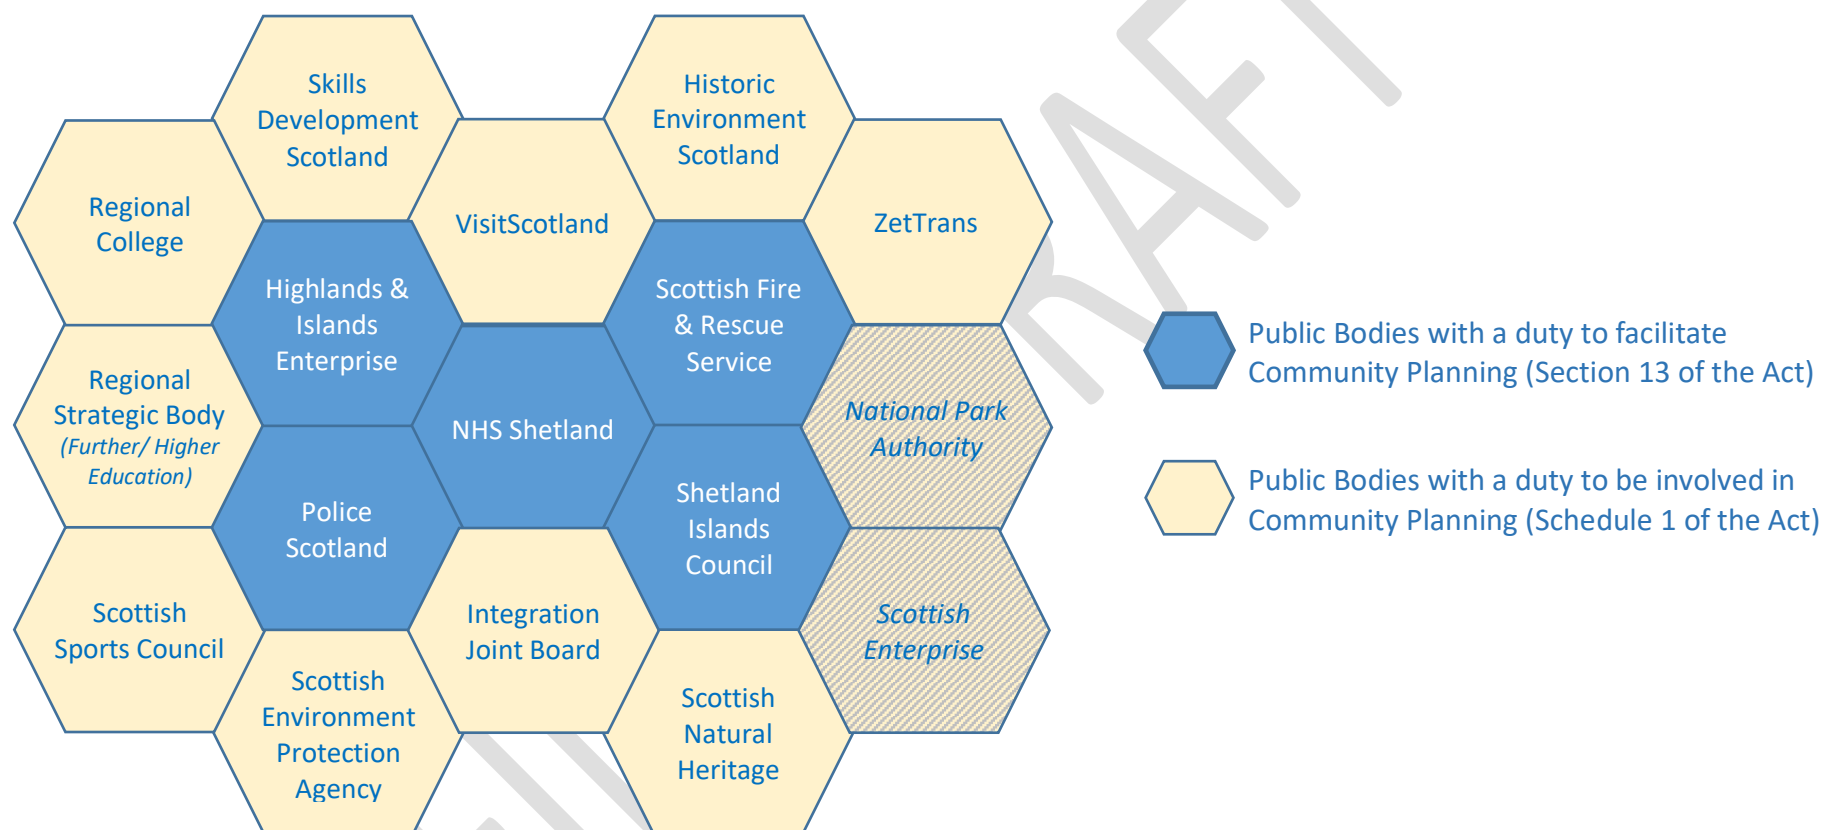 Skills
Development
Scotland
Historic
Environment
Scotland
Regional
College
VisitScotland
ZetTrans
Highlands &
Islands
Enterprise
Scottish Fire
& Rescue
Service
Regional
Strategic Body
(Further/ Higher
Education)
NHS Shetland
National Park
Authority
Police
Scotland
Shetland
Islands
Council
Scottish
Sports Council
Integration
Joint Board
Scottish
Enterprise
Scottish
Environment
Protection
Agency
Scottish
Natural
Heritage
Public Bodies with a duty to facilitate
Community Planning (Section 13 of the Act)
Public Bodies with a duty to be involved in
Community Planning (Schedule 1 of the Act)
RAFT